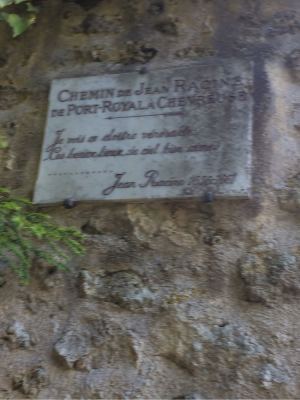 CHEMIN DE JEAN RACINE
DE PORT-ROYAL A CHEVREUSE
Je vois ce cloître vénérable
Ces beaux lieux du ciel bien aimés
...............
Jean Racine